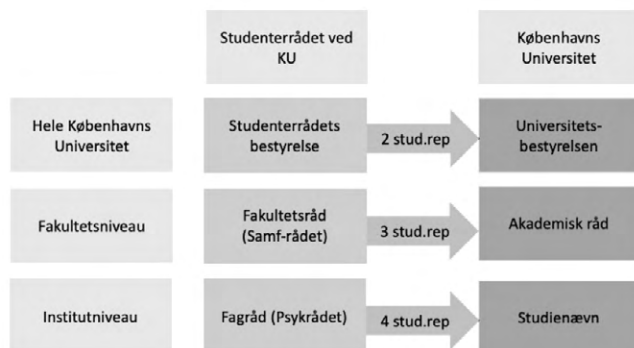 Studenterrådet ved
KU
Københavns
Universitet
Hele Københavns
Universitet
Studenterrådets
bestyrelse
2 stud.rep
Universitets-
bestyrelsen
Fakultetsniveau
Fakultetsråd
(Samf-rådet)
3 stud.rep
Akademisk råd
Institutniveau
Fagråd (Psykrådet)
4 stud.rep
Studienævn